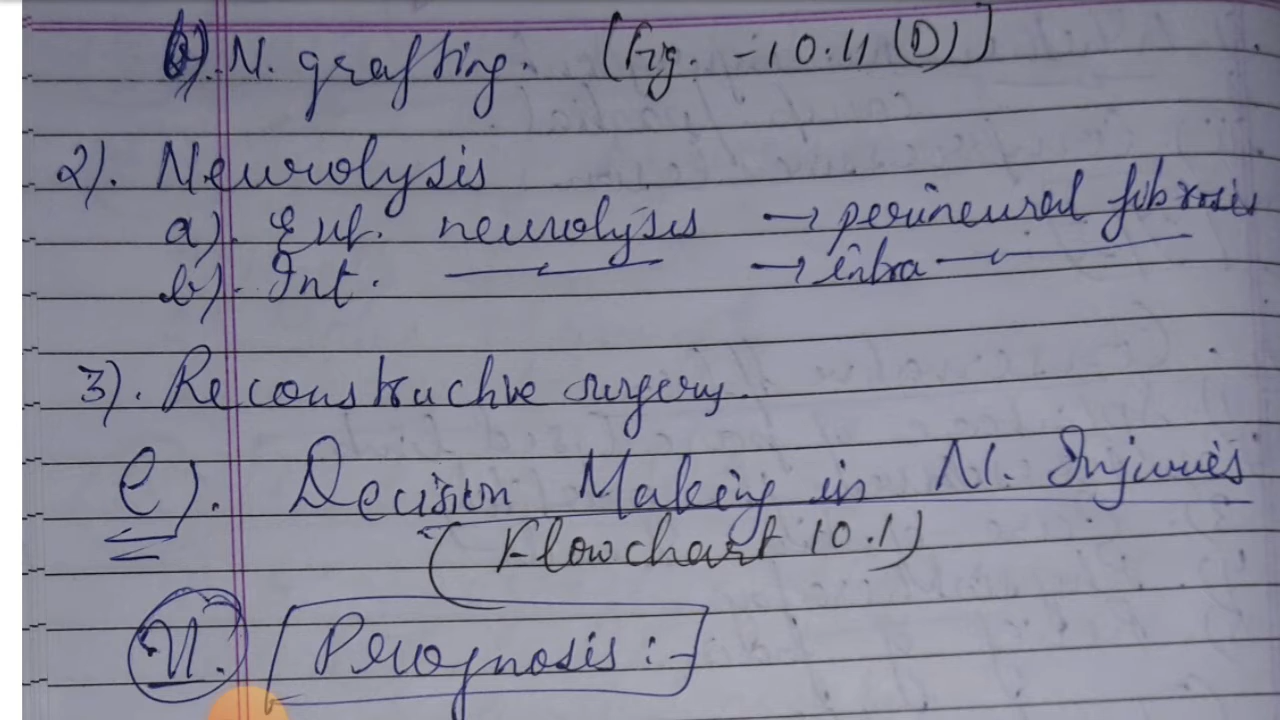 b). N. grafting. [Fig. - 10.11 (D)]
2). Neurolysis
a). Ext. neurolysis → perineural fibrosis
b). Int. —〃— → intra —〃—
3). Reconstructive surgery.
e). Decision Making in N. Injuries
(Flowchart 10.1)
VI. Prognosis :-